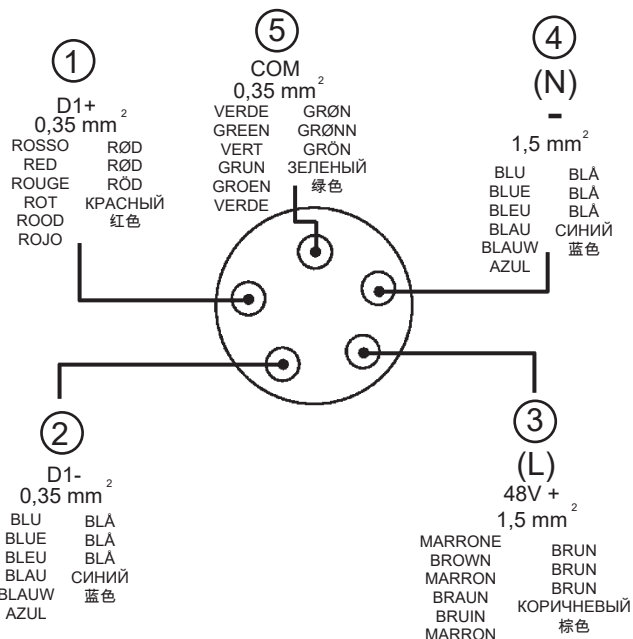 1
D1+
0,35 mm²
ROSSO
RED
ROUGE
ROT
ROOD
ROJO
RØD
RØD
RÖD
КРАСНЫЙ
红色
5
COM
0,35 mm²
VERDE
GREEN
VERT
GRUN
GROEN
VERDE
GRØN
GRØNN
GRÖN
ЗЕЛЕНЫЙ
绿色
4
(N)
-
1,5 mm²
BLU
BLUE
BLEU
BLAU
BLAUW
AZUL
BLÅ
BLÅ
BLÅ
СИНИЙ
蓝色
2
D1-
0,35 mm²
BLU
BLUE
BLEU
BLAU
BLAUW
AZUL
BLÅ
BLÅ
BLÅ
СИНИЙ
蓝色
3
(L)
48V +
1,5 mm²
MARRONE
BROWN
MARRON
BRAUN
BRUIN
MARRON
BRUN
BRUN
BRUN
КОРИЧНЕВЫЙ
棕色